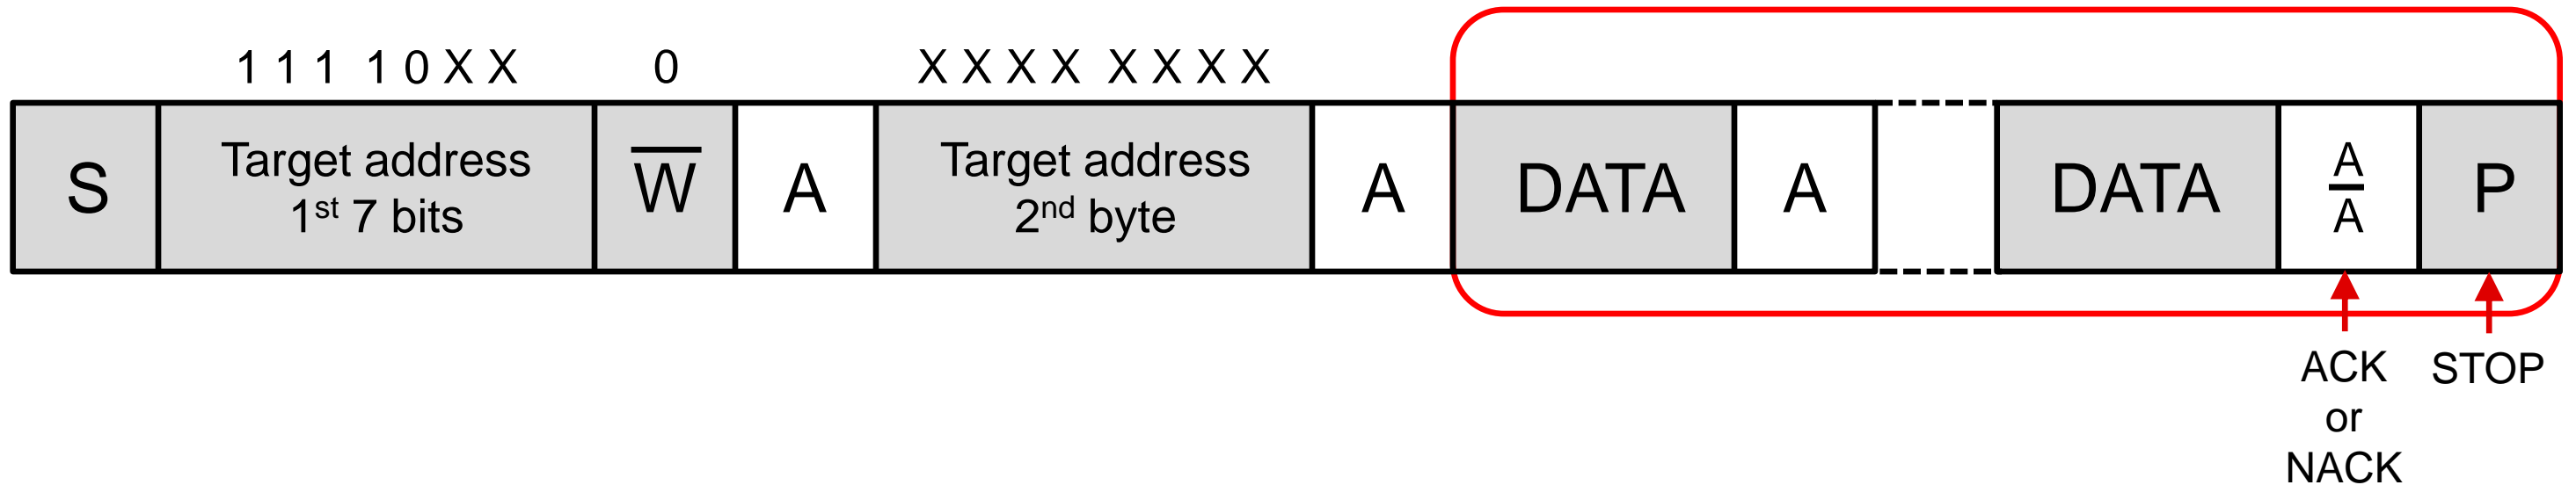 1 1 1 1 0 X X 0 X X X X X X X X
S Target address 1st 7 bits W̅ A Target address 2nd byte A DATA A DATA A/A̅ P
ACK or NACK STOP